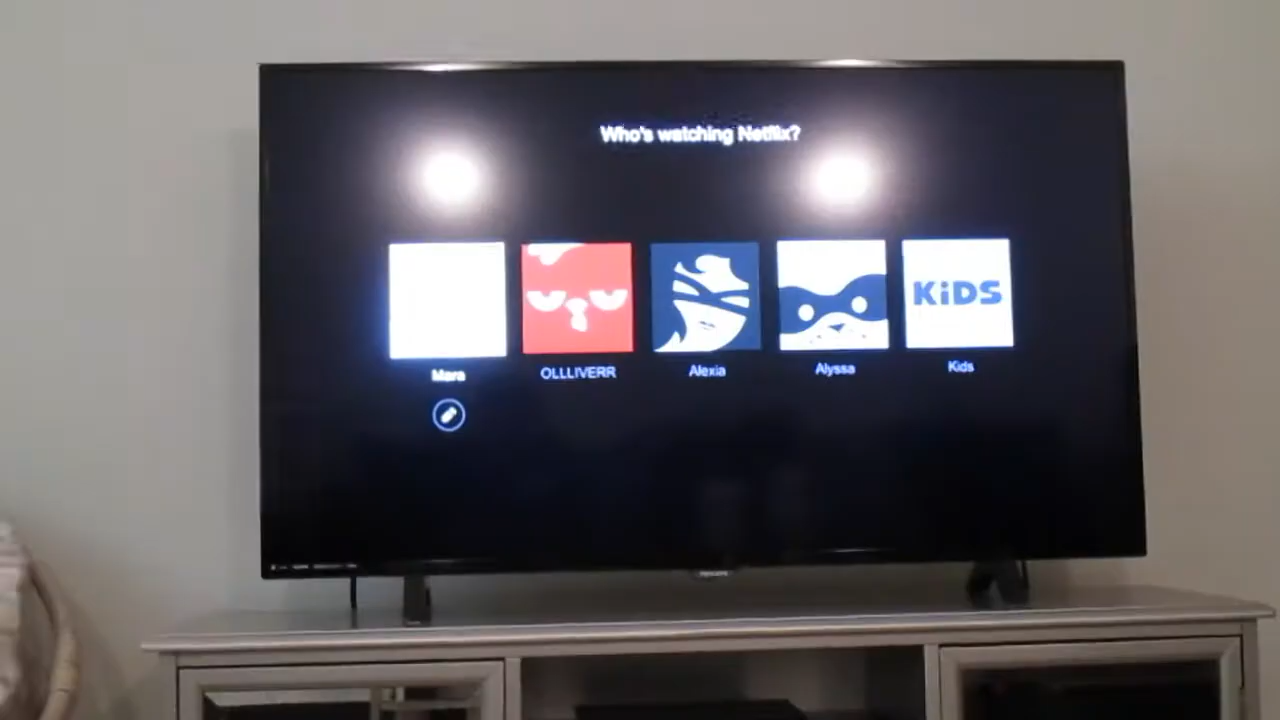 Who's watching Netflix?
KiDS
Mara
OLLLIVERR
Alexia
Alyssa
Kids